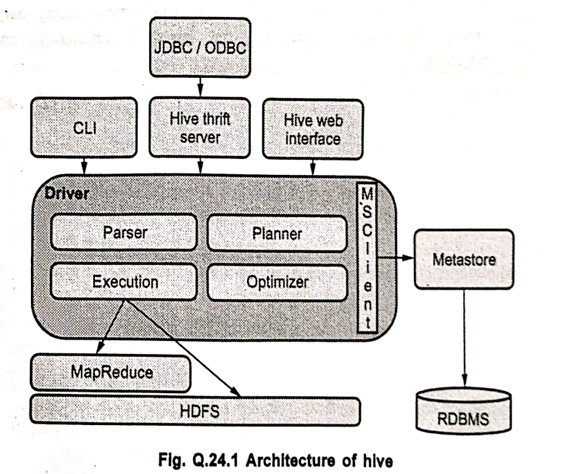 JDBC / ODBC
CLI
Hive thrift
server
Hive web
interface
Driver
Parser
Planner
Execution
Optimizer
MSClient
Metastore
MapReduce
HDFS
RDBMS
Fig. Q.24.1 Architecture of hive